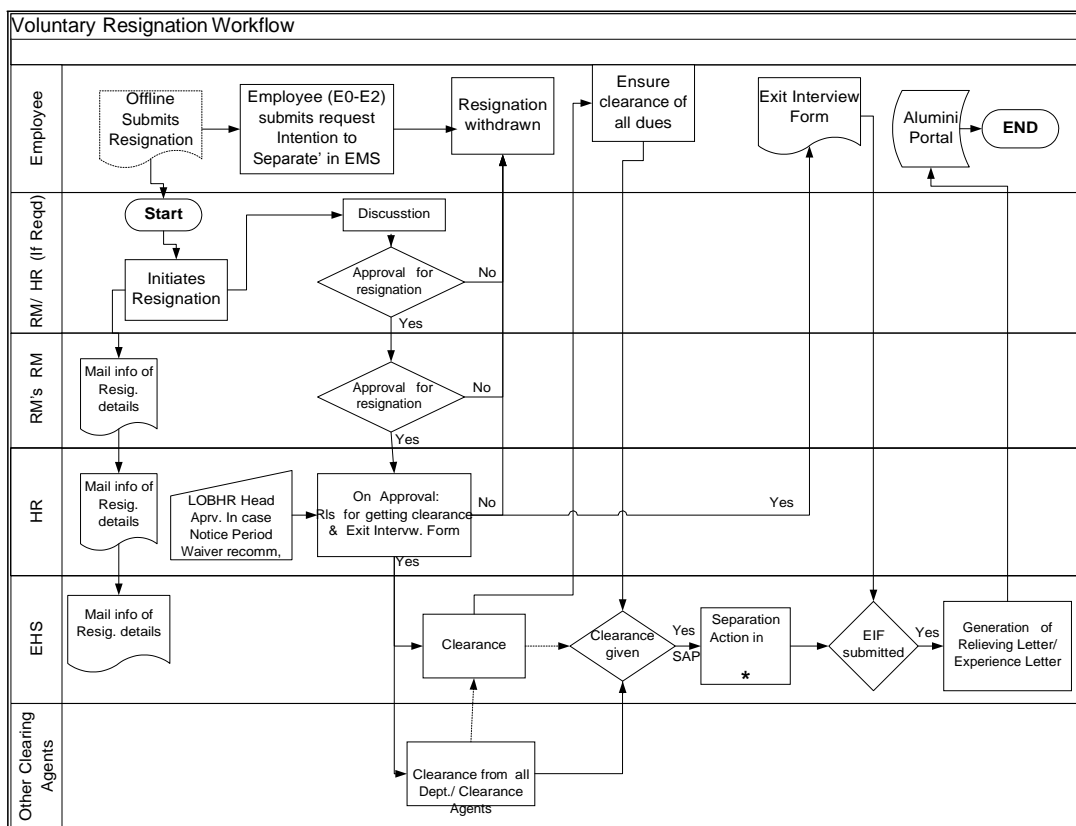 Voluntary Resignation Workflow
Employee
Offline
Submits
Resignation
Employee (E0-E2)
submits request
Intention to
Separate’ in EMS
Resignation
withdrawn
Ensure
clearance of
all dues
Exit Interview
Form
Alumini
Portal
END
RM/ HR (If Reqd)
Start
Initiates
Resignation
Discusstion
Approval for
resignation
No
Yes
RM's RM
Mail info of
Resig.
details
Approval for
resignation
No
Yes
HR
Mail info of
Resig.
details
LOBHR Head
Aprv. In case
Notice Period
Waiver recomm,
On Approval:
Rls for getting clearance
& Exit Intervw. Form
No
Yes
Yes
EHS
Mail info of
Resig. details
Clearance
Clearance
given
Yes
SAP
Separation
Action in
*
EIF
submitted
Yes
Generation of
Relieving Letter/
Experience Letter
Other Clearing
Agents
Clearance from all
Dept./ Clearance
Agents